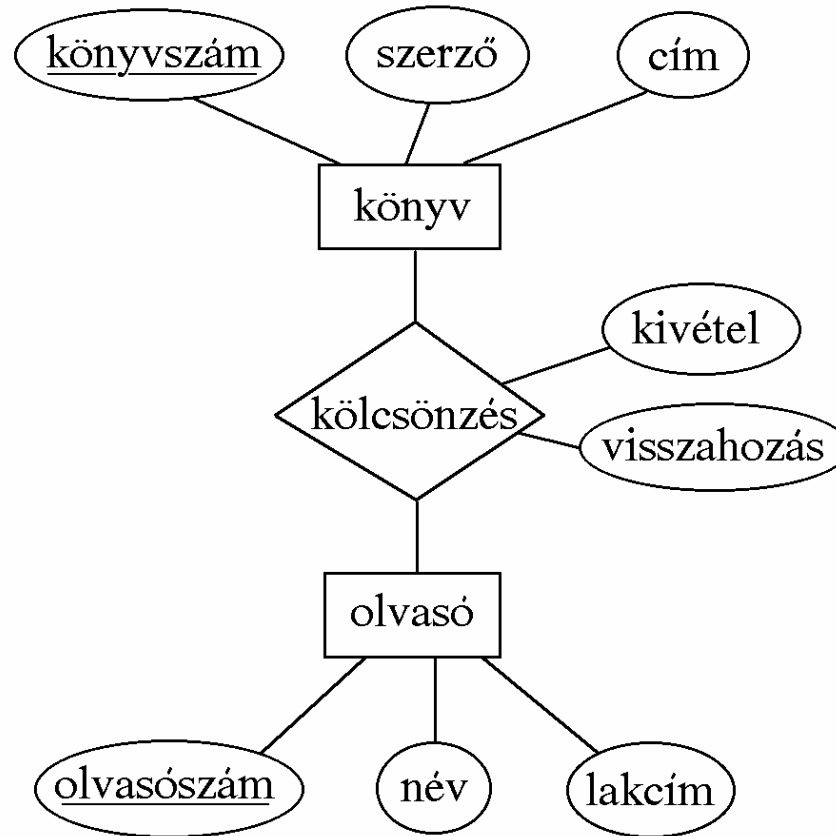 könyvszám
szerző
cím
könyv
kivétel
kölcsönzés
visszahozás
olvasó
olvasószám
név
lakcím